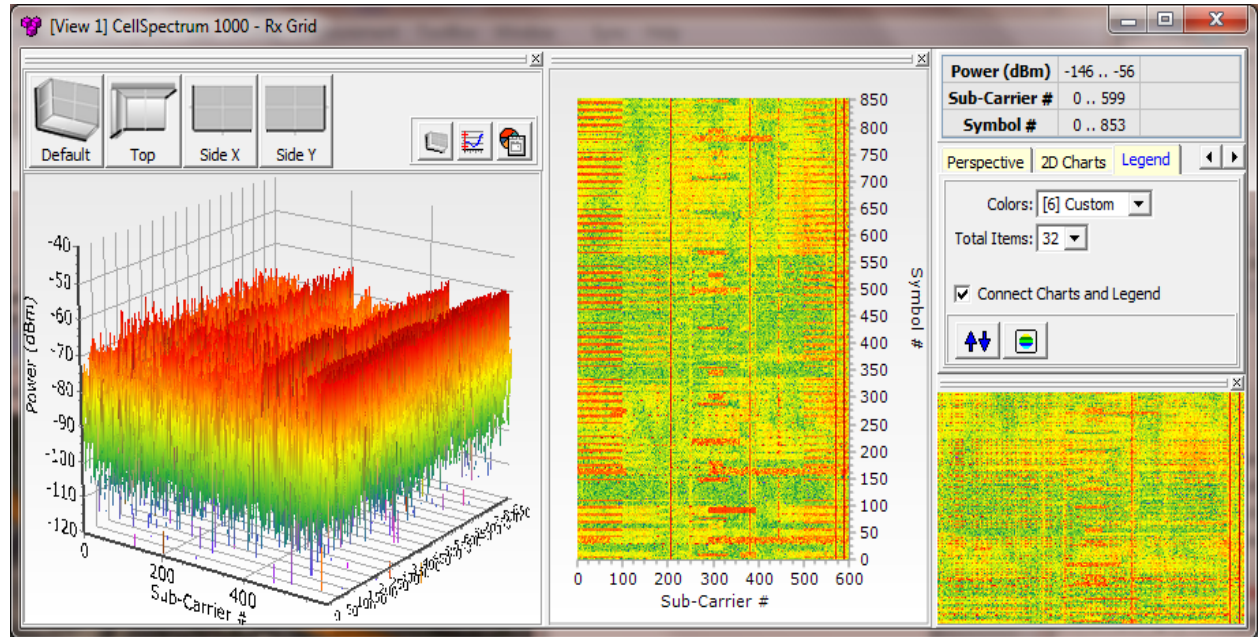 [View 1] CellSpectrum 1000 - Rx Grid
Default
Top
Side X
Side Y
-40
-50
-60
-70
-80
-90
-100
-110
-120
Power (dBm)
0
200
400
Sub-Carrier #
0
850
800
750
700
650
600
550
500
450
400
350
300
250
200
150
100
50
0
Symbol #
0 100 200 300 400 500 600
Sub-Carrier #
Power (dBm) -146 .. -56
Sub-Carrier # 0 .. 599
Symbol # 0 .. 853
Perspective 2D Charts Legend
Colors: [6] Custom
Total Items: 32
Connect Charts and Legend